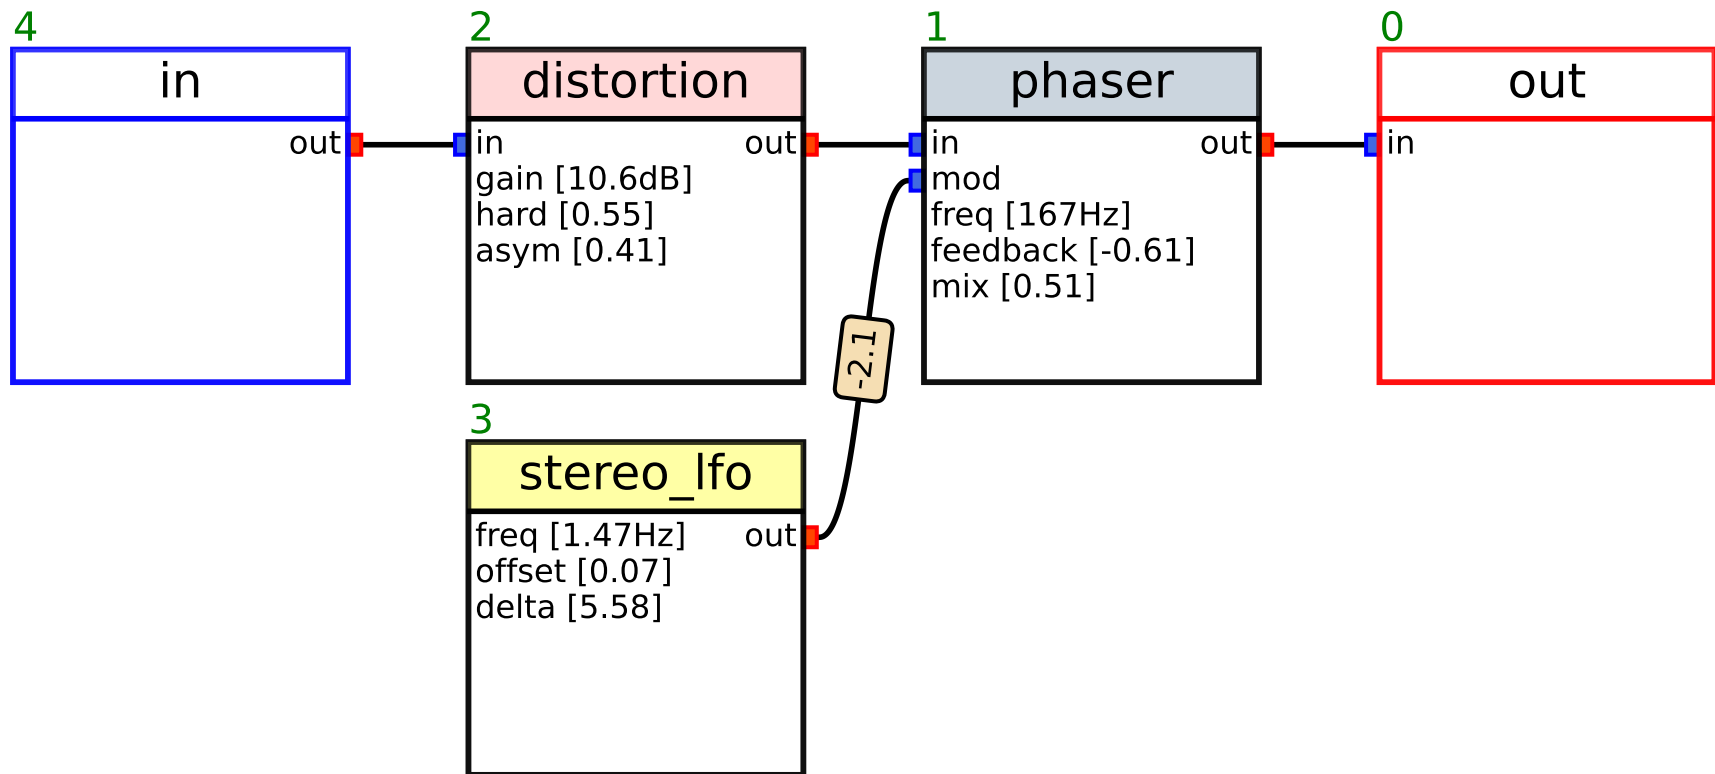 4
in
out
2
distortion
in out
gain [10.6dB]
hard [0.55]
asym [0.41]
1
phaser
in out
mod
freq [167Hz]
feedback [-0.61]
mix [0.51]
0
out
in
-2.1
3
stereo_lfo
freq [1.47Hz] out
offset [0.07]
delta [5.58]